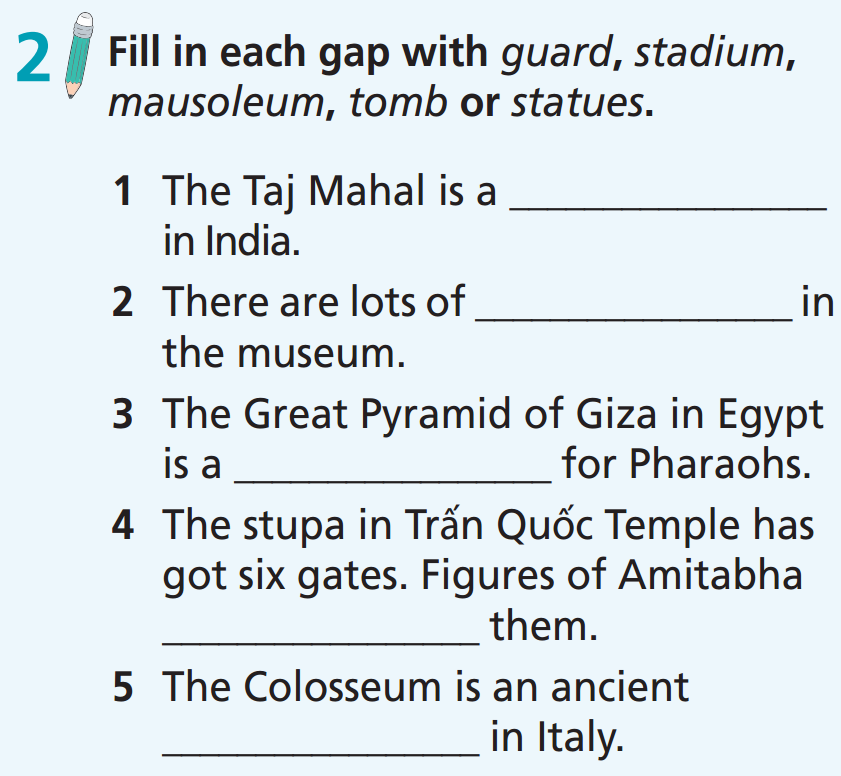 2 Fill in each gap with guard, stadium,
mausoleum, tomb or statues.
1 The Taj Mahal is a ________________
in India.
2 There are lots of ________________ in
the museum.
3 The Great Pyramid of Giza in Egypt
is a ________________ for Pharaohs.
4 The stupa in Trấn Quốc Temple has
got six gates. Figures of Amitabha
________________ them.
5 The Colosseum is an ancient
________________ in Italy.